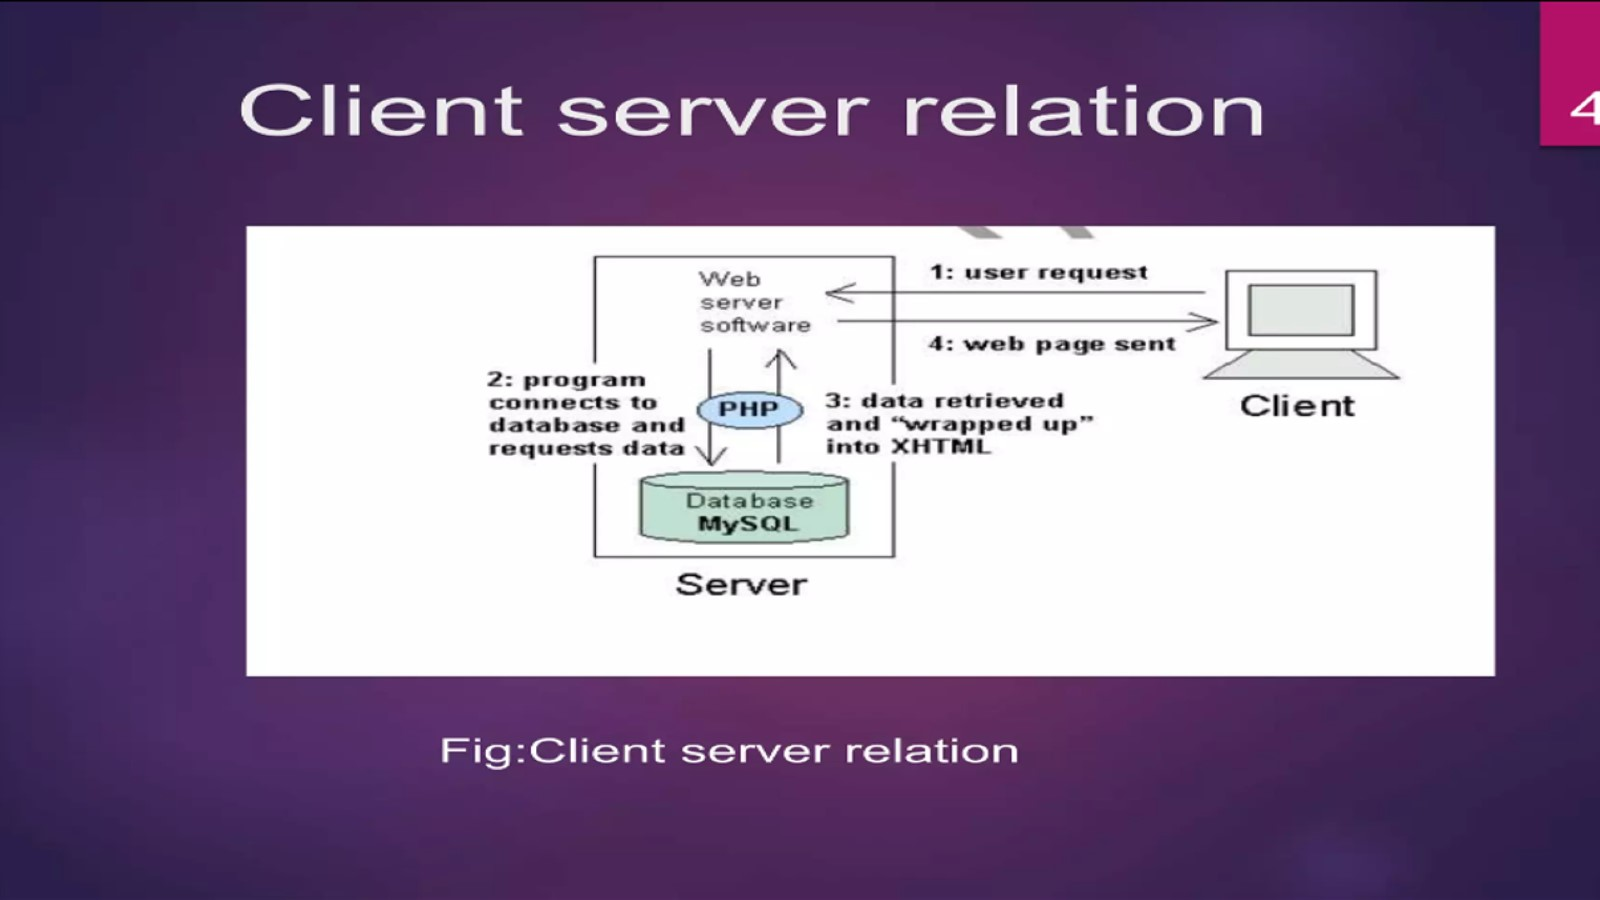 Client server relation
4
Web
server
software
1: user request
4: web page sent
2: program
connects to
database and
requests data
PHP
3: data retrieved
and “wrapped up”
into XHTML
Client
Database
MySQL
Server
Fig:Client server relation